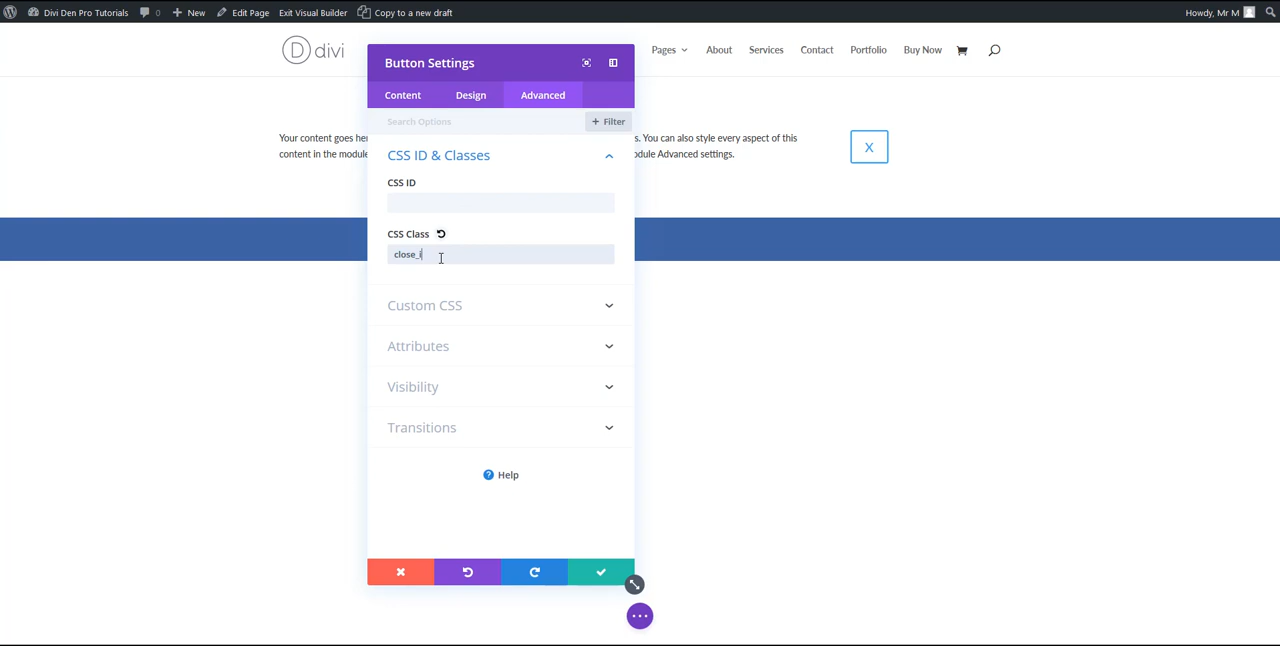 Divi Den Pro Tutorials 0 New Edit Page Exit Visual Builder Copy to a new draft Howdy, Mr M
D divi Pages About Services Contact Portfolio Buy Now
Button Settings
Content Design Advanced
Search Options + Filter
Your content goes her s. You can also style every aspect of this
content in the module odule Advanced settings.
X
CSS ID & Classes
CSS ID
CSS Class
close_i
Custom CSS
Attributes
Visibility
Transitions
? Help